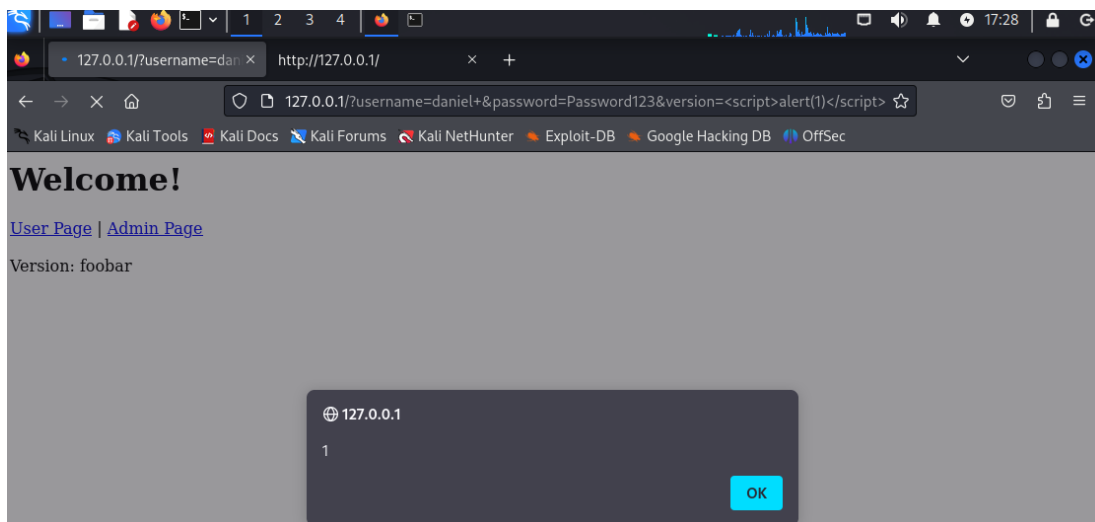 1 2 3 4 17:28
127.0.0.1/?username=dan http://127.0.0.1/
127.0.0.1/?username=daniel+&password=Password123&version=<script>alert(1)</script>
Kali Linux Kali Tools Kali Docs Kali Forums Kali NetHunter Exploit-DB Google Hacking DB OffSec
Welcome!
User Page | Admin Page
Version: foobar
127.0.0.1
1
OK